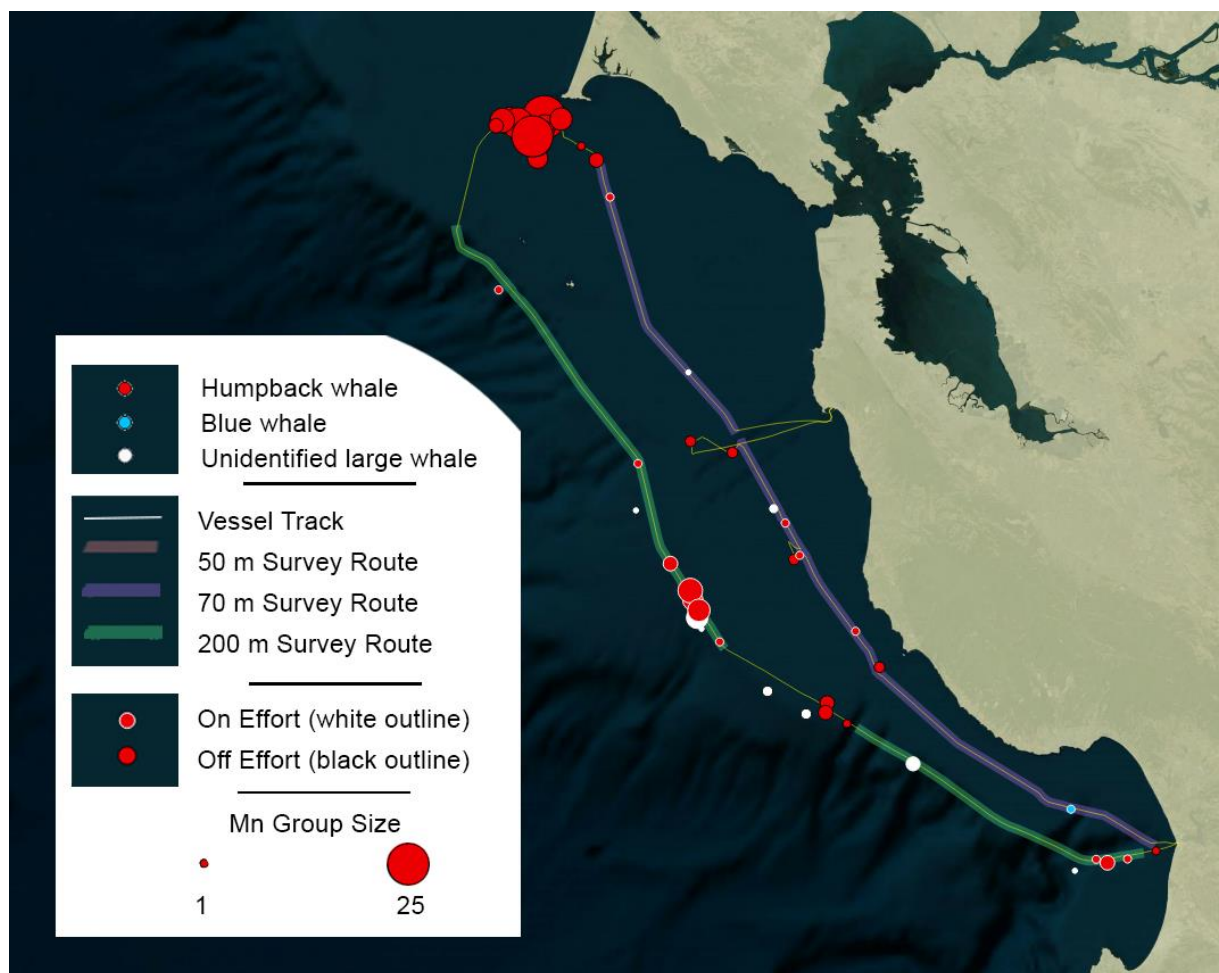 Humpback whale
Blue whale
Unidentified large whale
Vessel Track
50 m Survey Route
70 m Survey Route
200 m Survey Route
On Effort (white outline)
Off Effort (black outline)
Mn Group Size
1 25